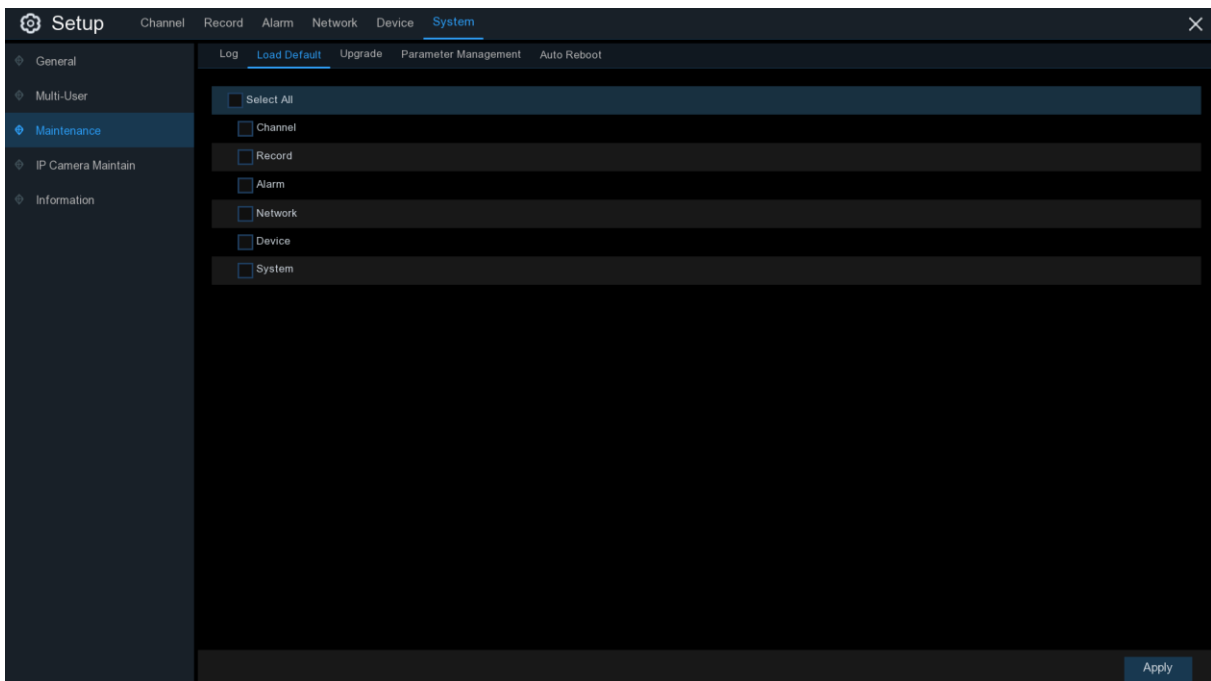 Setup Channel Record Alarm Network Device System
General
Multi-User
Maintenance
IP Camera Maintain
Information
Log Load Default Upgrade Parameter Management Auto Reboot
Select All
Channel
Record
Alarm
Network
Device
System
Apply